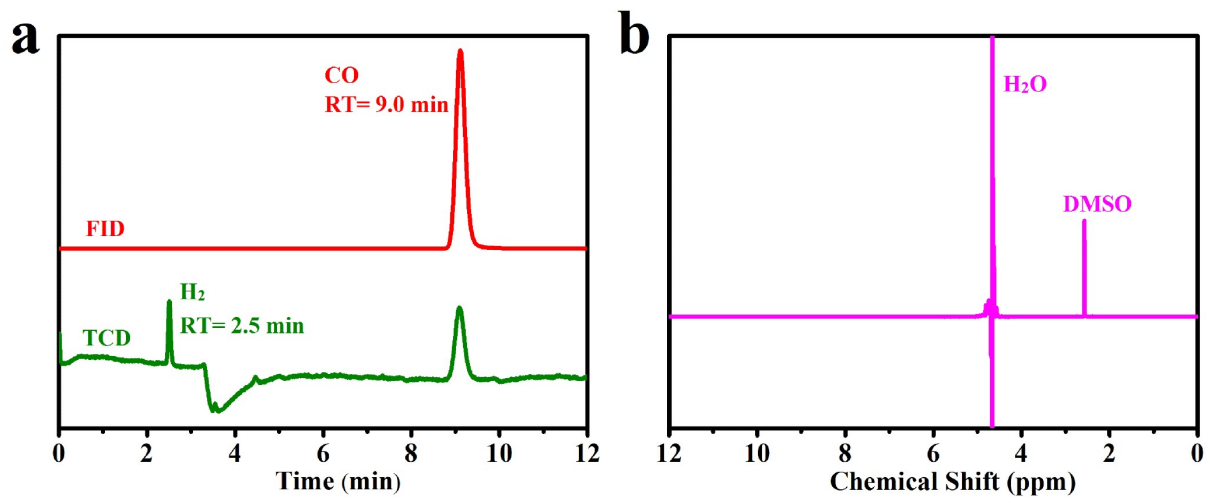 a
CO
RT= 9.0 min
FID
H₂
RT= 2.5 min
TCD
0 2 4 6 8 10 12
Time (min)
b
H₂O
DMSO
12 10 8 6 4 2 0
Chemical Shift (ppm)